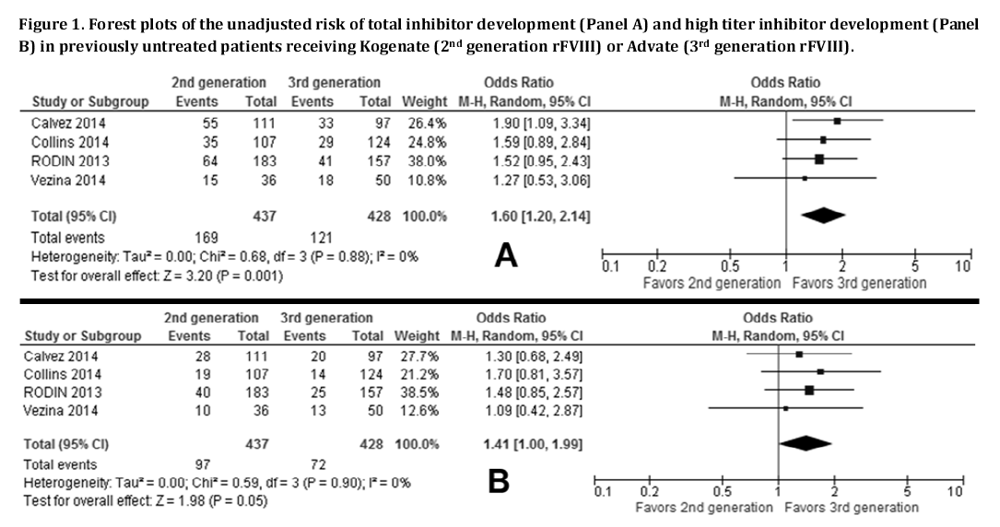 Figure 1. Forest plots of the unadjusted risk of total inhibitor development (Panel A) and high titer inhibitor development (Panel
B) in previously untreated patients receiving Kogenate (2nd generation rFVIII) or Advate (3rd generation rFVIII).
2nd generation 3rd generation Odds Ratio Odds Ratio
Study or Subgroup Events Total Events Total Weight M-H, Random, 95% CI M-H, Random, 95% CI
Calvez 2014 55 111 33 97 26.4% 1.90 [1.09, 3.34]
Collins 2014 35 107 29 124 24.8% 1.59 [0.89, 2.84]
RODIN 2013 64 183 41 157 38.0% 1.52 [0.95, 2.43]
Vezina 2014 15 36 18 50 10.8% 1.27 [0.53, 3.06]
Total (95% CI) 437 428 100.0% 1.60 [1.20, 2.14]
Total events 169 121
Heterogeneity: Tau² = 0.00; Chi² = 0.68, df = 3 (P = 0.88); I² = 0%
Test for overall effect: Z = 3.20 (P = 0.001)
A
0.1 0.2 0.5 1 2 5 10
Favors 2nd generation Favors 3rd generation
2nd generation 3rd generation Odds Ratio Odds Ratio
Study or Subgroup Events Total Events Total Weight M-H, Random, 95% CI M-H, Random, 95% CI
Calvez 2014 28 111 20 97 27.7% 1.30 [0.68, 2.49]
Collins 2014 19 107 14 124 21.2% 1.70 [0.81, 3.57]
RODIN 2013 40 183 25 157 38.5% 1.48 [0.85, 2.57]
Vezina 2014 10 36 13 50 12.6% 1.09 [0.42, 2.87]
Total (95% CI) 437 428 100.0% 1.41 [1.00, 1.99]
Total events 97 72
Heterogeneity: Tau² = 0.00; Chi² = 0.59, df = 3 (P = 0.90); I² = 0%
Test for overall effect: Z = 1.98 (P = 0.05)
B
0.1 0.2 0.5 1 2 5 10
Favors 2nd generation Favors 3rd generation